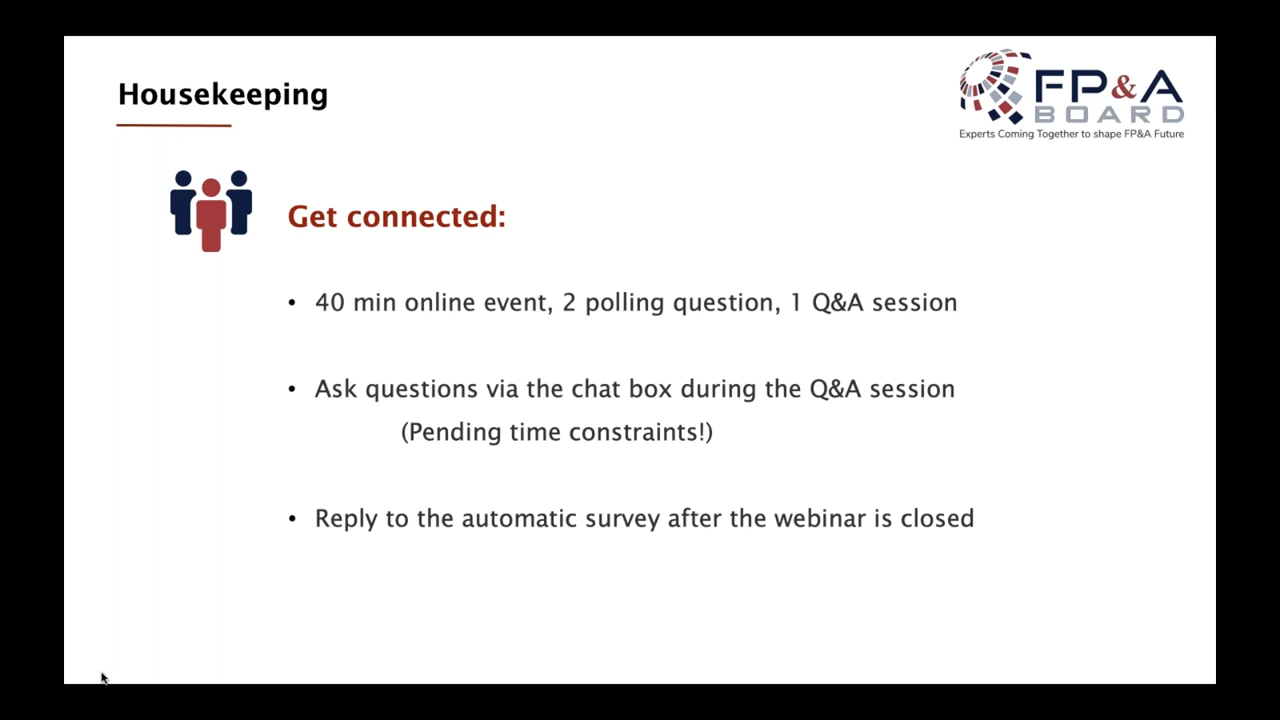 Housekeeping
FP&A
BOARD
Experts Coming Together to shape FP&A Future
Get connected:
• 40 min online event, 2 polling question, 1 Q&A session
• Ask questions via the chat box during the Q&A session
(Pending time constraints!)
• Reply to the automatic survey after the webinar is closed